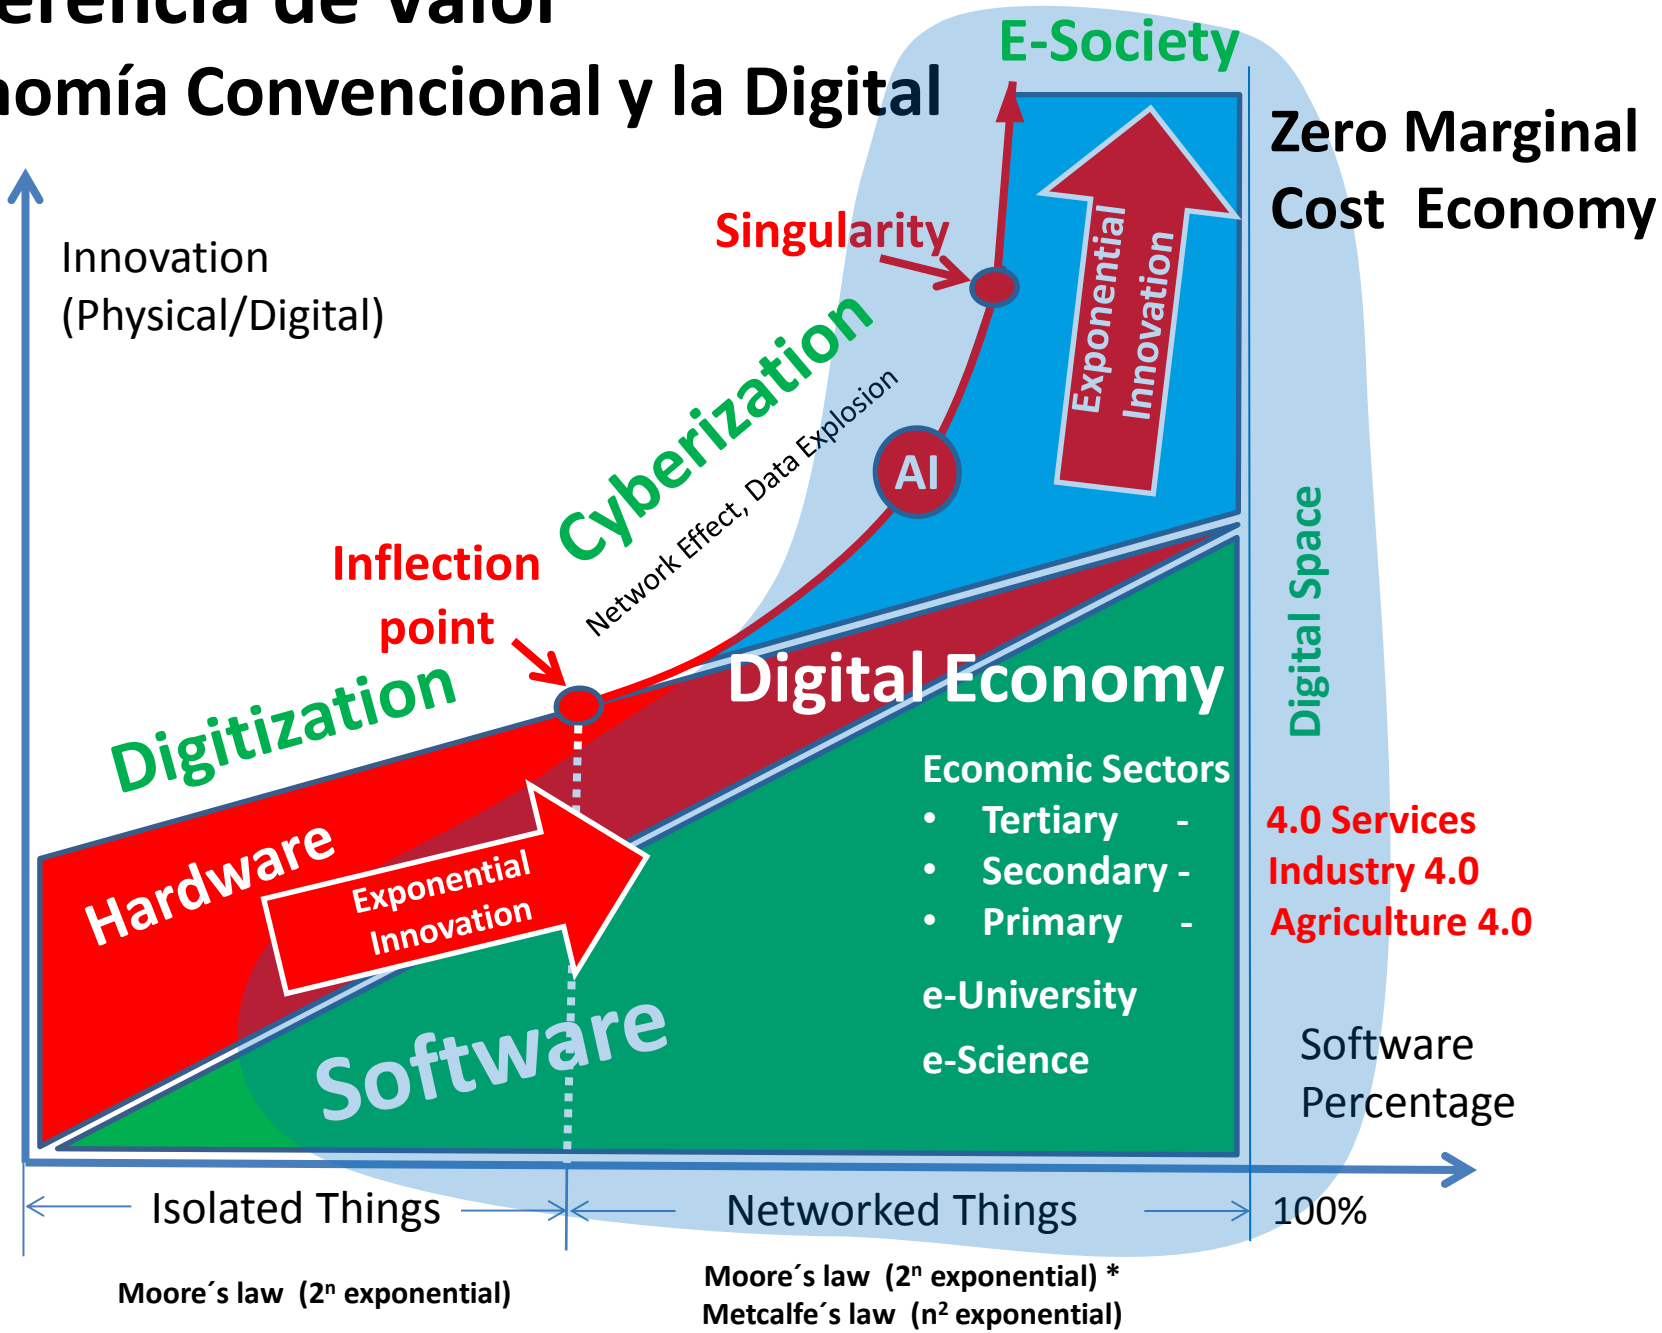 de Valor
Convencional y la Digital
E-Society
Zero Marginal
Cost Economy
Innovation
(Physical/Digital)
Singularity
Exponential
Innovation
Cyberization
Network Effect, Data Explosion
AI
Inflection
point
Digitization
Digital Space
Digital Economy
Hardware
Exponential
Innovation
Software
Economic Sectors
• Tertiary - 4.0 Services
• Secondary - Industry 4.0
• Primary - Agriculture 4.0
e-University
e-Science
Software
Percentage
Isolated Things
Networked Things
100%
Moore´s law (2ⁿ exponential)
Moore´s law (2ⁿ exponential) *
Metcalfe´s law (n² exponential)